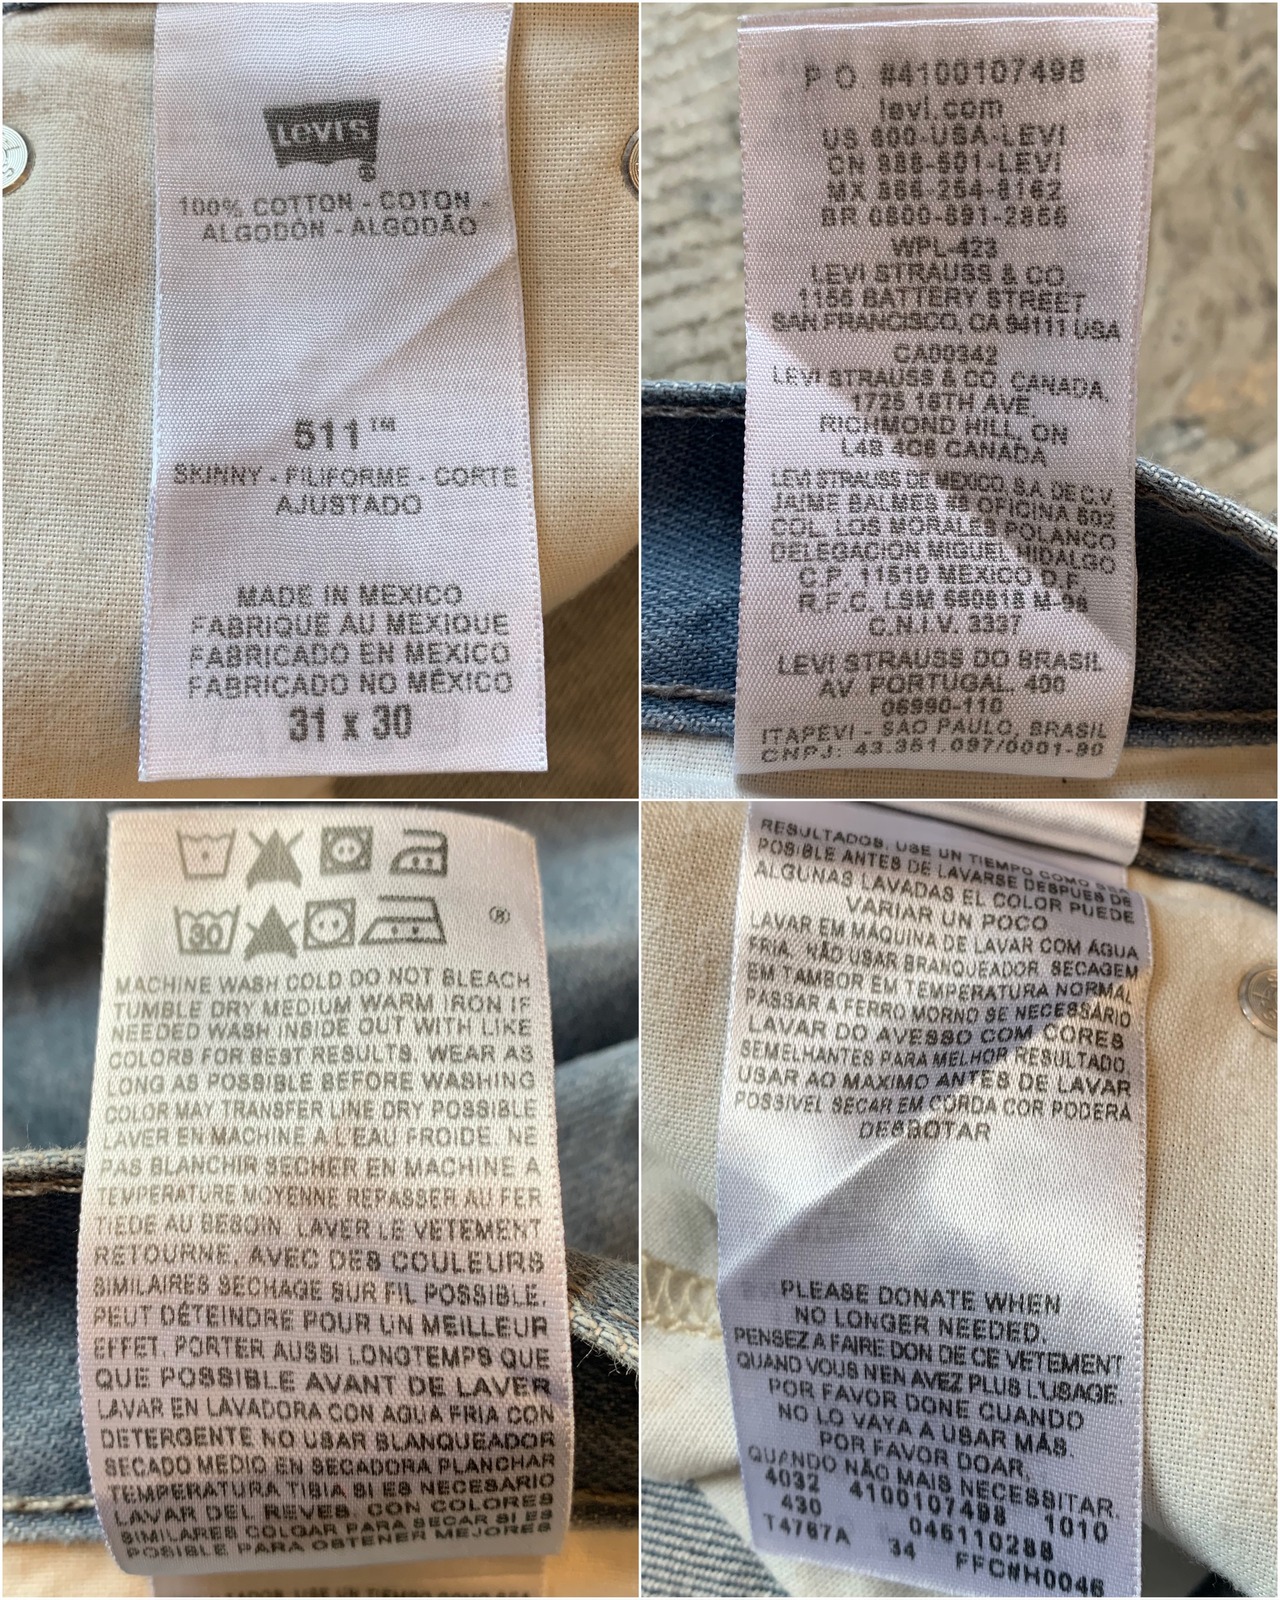 LEVI'S
®
100% COTTON - COTON -
ALGODÓN - ALGODÃO
511™
SKINNY - FILIFORME - CORTE
AJUSTADO
MADE IN MEXICO
FABRIQUÉ AU MEXIQUE
FABRICADO EN MÉXICO
FABRICADO NO MÉXICO
31 x 30
P.O. #4100107498
levi.com
US 800-USA-LEVI
CN 888-501-LEVI
MX 866-254-8162
BR 0800-891-2855
WPL-423
LEVI STRAUSS & CO.
1155 BATTERY STREET
SAN FRANCISCO, CA 94111 USA
CA00342
LEVI STRAUSS & CO. CANADA,
1725 16TH AVE,
RICHMOND HILL, ON
L4B 4C6 CANADA
LEVI STRAUSS DE MEXICO, S.A. DE C.V.
JAIME BALMES #8 OFICINA 602
COL. LOS MORALES POLANCO
DELEGACION MIGUEL HIDALGO
C.P. 11510 MEXICO D.F.
R.F.C. LSM 650818 M-96
C.N.I.V. 3337
LEVI STRAUSS DO BRASIL
AV. PORTUGAL, 400
06990-110
ITAPEVI - SAO PAULO, BRASIL
CNPJ: 43.351.097/0001-90
30
®
MACHINE WASH COLD DO NOT BLEACH
TUMBLE DRY MEDIUM WARM IRON IF
NEEDED WASH INSIDE OUT WITH LIKE
COLORS FOR BEST RESULTS, WEAR AS
LONG AS POSSIBLE BEFORE WASHING
COLOR MAY TRANSFER LINE DRY POSSIBLE
LAVER EN MACHINE A L'EAU FROIDE. NE
PAS BLANCHIR SECHER EN MACHINE A
TEMPERATURE MOYENNE REPASSER AU FER
TIEDE AU BESOIN. LAVER LE VETEMENT
RETOURNE, AVEC DES COULEURS
SIMILAIRES SECHAGE SUR FIL POSSIBLE.
PEUT DÉTEINDRE POUR UN MEILLEUR
EFFET, PORTER AUSSI LONGTEMPS QUE
QUE POSSIBLE AVANT DE LAVER
LAVAR EN LAVADORA CON AGUA FRIA CON
DETERGENTE NO USAR BLANQUEADOR
SECADO MEDIO EN SECADORA PLANCHAR
TEMPERATURA TIBIA SI ES NECESARIO
LAVAR DEL REVES, CON COLORES
SIMILARES COLGAR PARA SECAR SI ES
POSIBLE PARA OBTENER MEJORES
RESULTADOS, USE UN TIEMPO COMO SEA
POSIBLE ANTES DE LAVARSE DESPUES DE
ALGUNAS LAVADAS EL COLOR PUEDE
VARIAR UN POCO
LAVAR EM MÁQUINA DE LAVAR COM ÁGUA
FRIA. NÃO USAR BRANQUEADOR. SECAGEM
EM TAMBOR EM TEMPERATURA NORMAL
PASSAR A FERRO MORNO SE NECESSÁRIO
LAVAR DO AVESSO COM CORES
SEMELHANTES PARA MELHOR RESULTADO,
USAR AO MAXIMO ANTES DE LAVAR
POSSIVEL SECAR EM CORDA COR PODERÁ
DESBOTAR
PLEASE DONATE WHEN
NO LONGER NEEDED.
PENSEZ A FAIRE DON DE CE VETEMENT
QUAND VOUS N'EN AVEZ PLUS L'USAGE.
POR FAVOR DONE CUANDO
NO LO VAYA A USAR MÁS.
POR FAVOR DOAR,
QUANDO NÃO MAIS NECESSITAR.
4032 4100107498 1010
430 046110288
T4767A 34 FFC#H0046